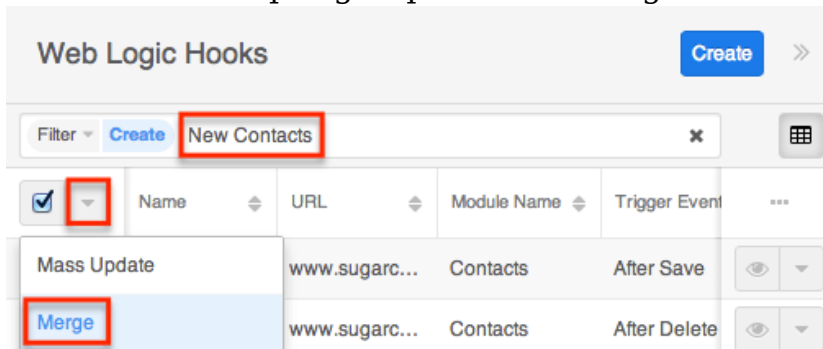 Web Logic Hooks Create
Filter Create New Contacts
Name URL Module Name Trigger Event
Mass Update www.sugarc... Contacts After Save
Merge www.sugarc... Contacts After Delete